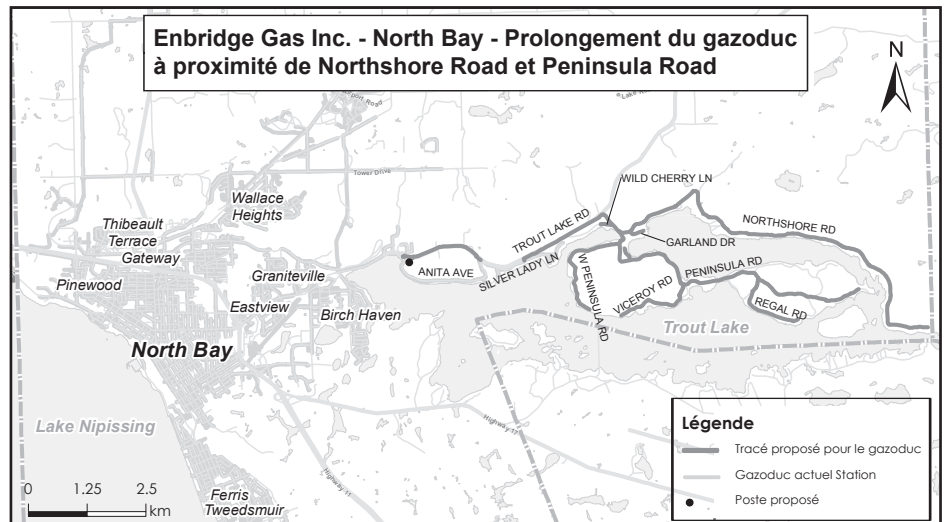 Enbridge Gas Inc. - North Bay - Prolongement du gazoduc
à proximité de Northshore Road et Peninsula Road
N
Tower Drive
WILD CHERRY LN
Wallace
Heights
TROUT LAKE RD
NORTHSHORE RD
Thibeault
Terrace
Gateway
GARLAND DR
Graniteville
ANITA AVE
SILVER LADY LN
W PENINSULA RD
PENINSULA RD
Pinewood
Eastview
VICEROY RD
REGAL RD
Birch Haven
Trout Lake
North Bay
Lake Nipissing
Highway 17
Highway 11
Légende
Tracé proposé pour le gazoduc
Gazoduc actuel Station
Poste proposé
0 1.25 2.5
km
Ferris
Tweedsmuir